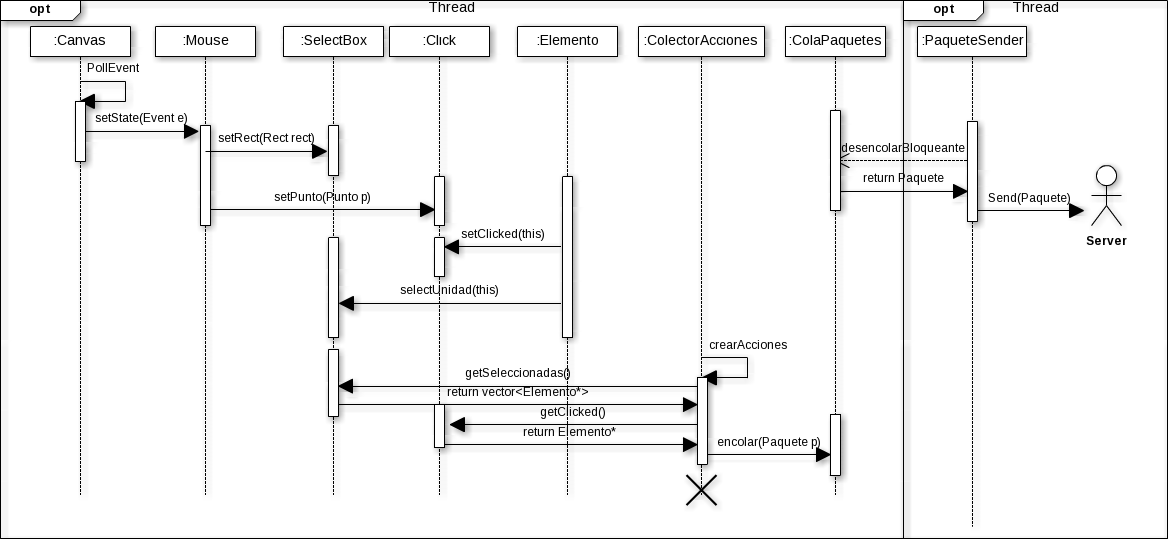 opt
Thread
opt
Thread
:Canvas
:Mouse
:SelectBox
:Click
:Elemento
:ColectorAcciones
:ColaPaquetes
:PaqueteSender
PollEvent
setState(Event e)
setRect(Rect rect)
desencolarBloqueante
return Paquete
setPunto(Punto p)
Send(Paquete)
setClicked(this)
Server
selectUnidad(this)
crearAcciones
getSeleccionadas()
return vector<Elemento*>
getClicked()
return Elemento*
encolar(Paquete p)